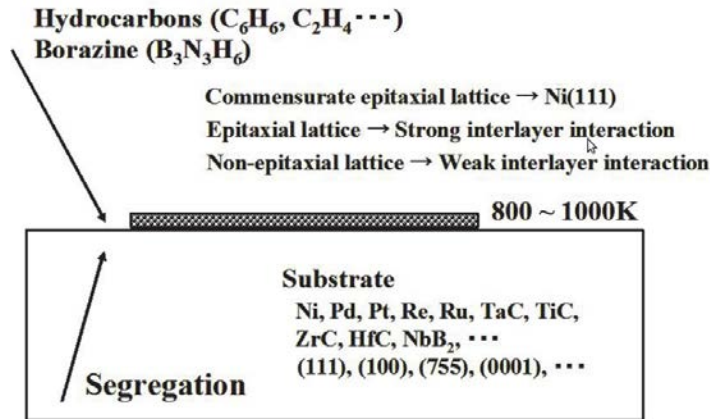 Hydrocarbons (C₆H₆, C₂H₄ ⋯)
Borazine (B₃N₃H₆)
Commensurate epitaxial lattice → Ni(111)
Epitaxial lattice → Strong interlayer interaction
Non-epitaxial lattice → Weak interlayer interaction
800 ~ 1000K
Substrate
Ni, Pd, Pt, Re, Ru, TaC, TiC,
ZrC, HfC, NbB₂, ⋯
(111), (100), (755), (0001), ⋯
Segregation